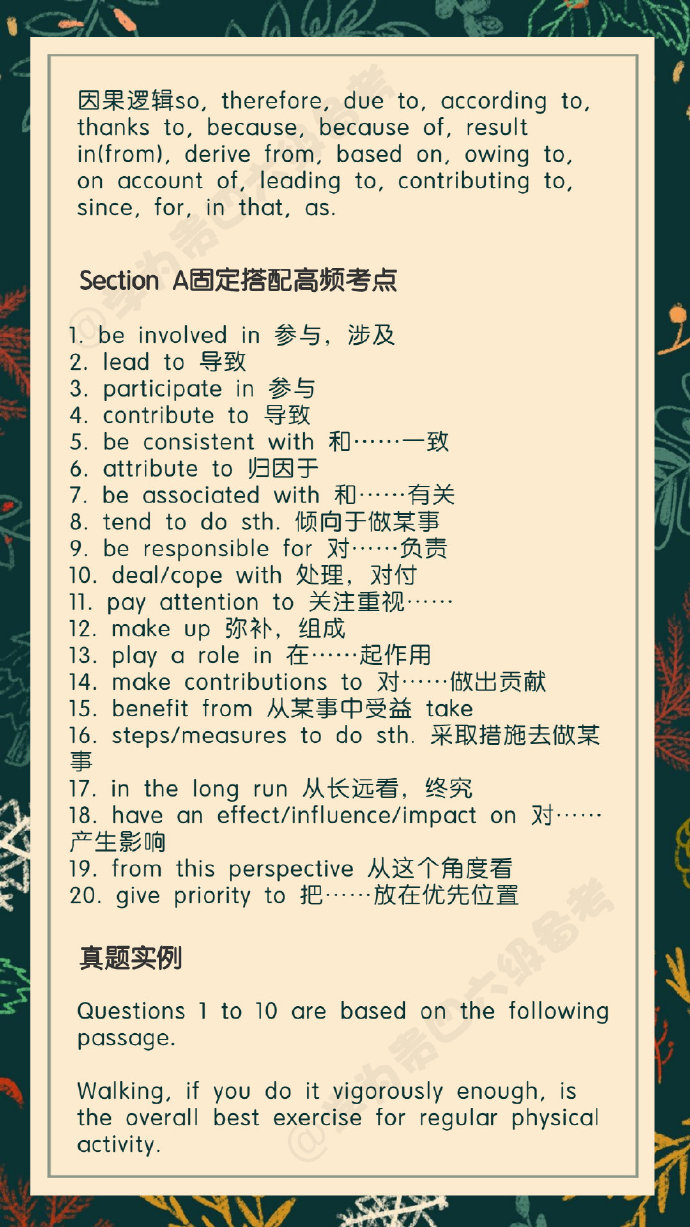 因果逻辑so, therefore, due to, according to,
thanks to, because, because of, result
in(from), derive from, based on, owing to,
on account of, leading to, contributing to,
since, for, in that, as.
Section A固定搭配高频考点
1. be involved in 参与，涉及
2. lead to 导致
3. participate in 参与
4. contribute to 导致
5. be consistent with 和……一致
6. attribute to 归因于
7. be associated with 和……有关
8. tend to do sth. 倾向于做某事
9. be responsible for 对……负责
10. deal/cope with 处理，对付
11. pay attention to 关注重视……
12. make up 弥补，组成
13. play a role in 在……起作用
14. make contributions to 对……做出贡献
15. benefit from 从某事中受益 take
16. steps/measures to do sth. 采取措施去做某
事
17. in the long run 从长远看，终究
18. have an effect/influence/impact on 对……
产生影响
19. from this perspective 从这个角度看
20. give priority to 把……放在优先位置
真题实例
Questions 1 to 10 are based on the following
passage.
Walking, if you do it vigorously enough, is
the overall best exercise for regular physical
activity.